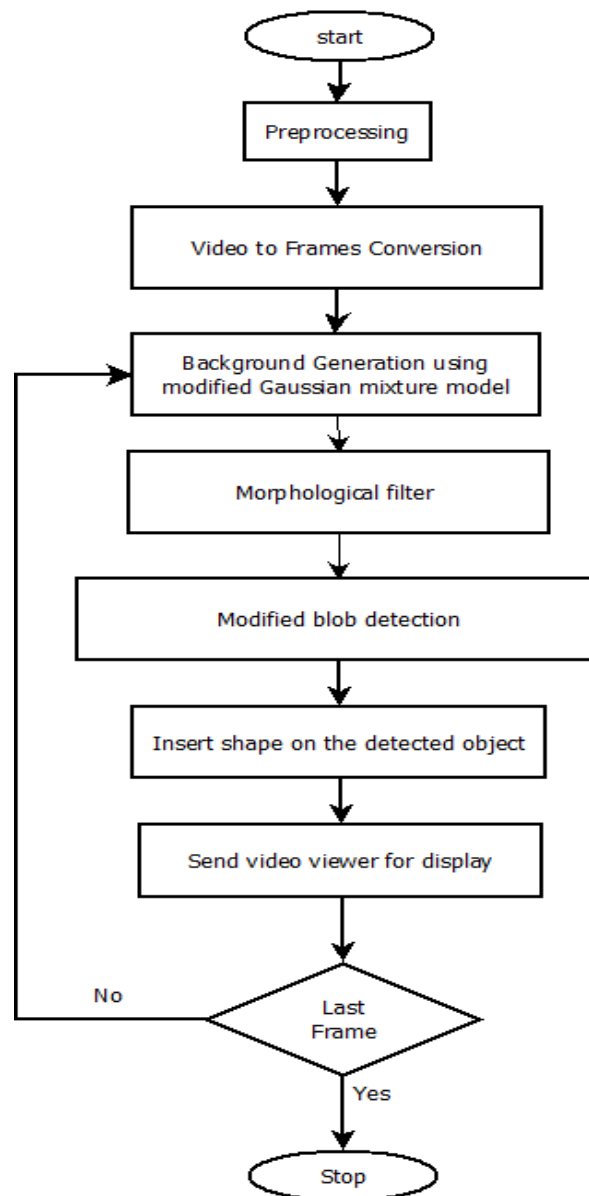 start
Preprocessing
Video to Frames Conversion
Background Generation using
modified Gaussian mixture model
Morphological filter
Modified blob detection
Insert shape on the detected object
Send video viewer for display
No
Last
Frame
Yes
Stop